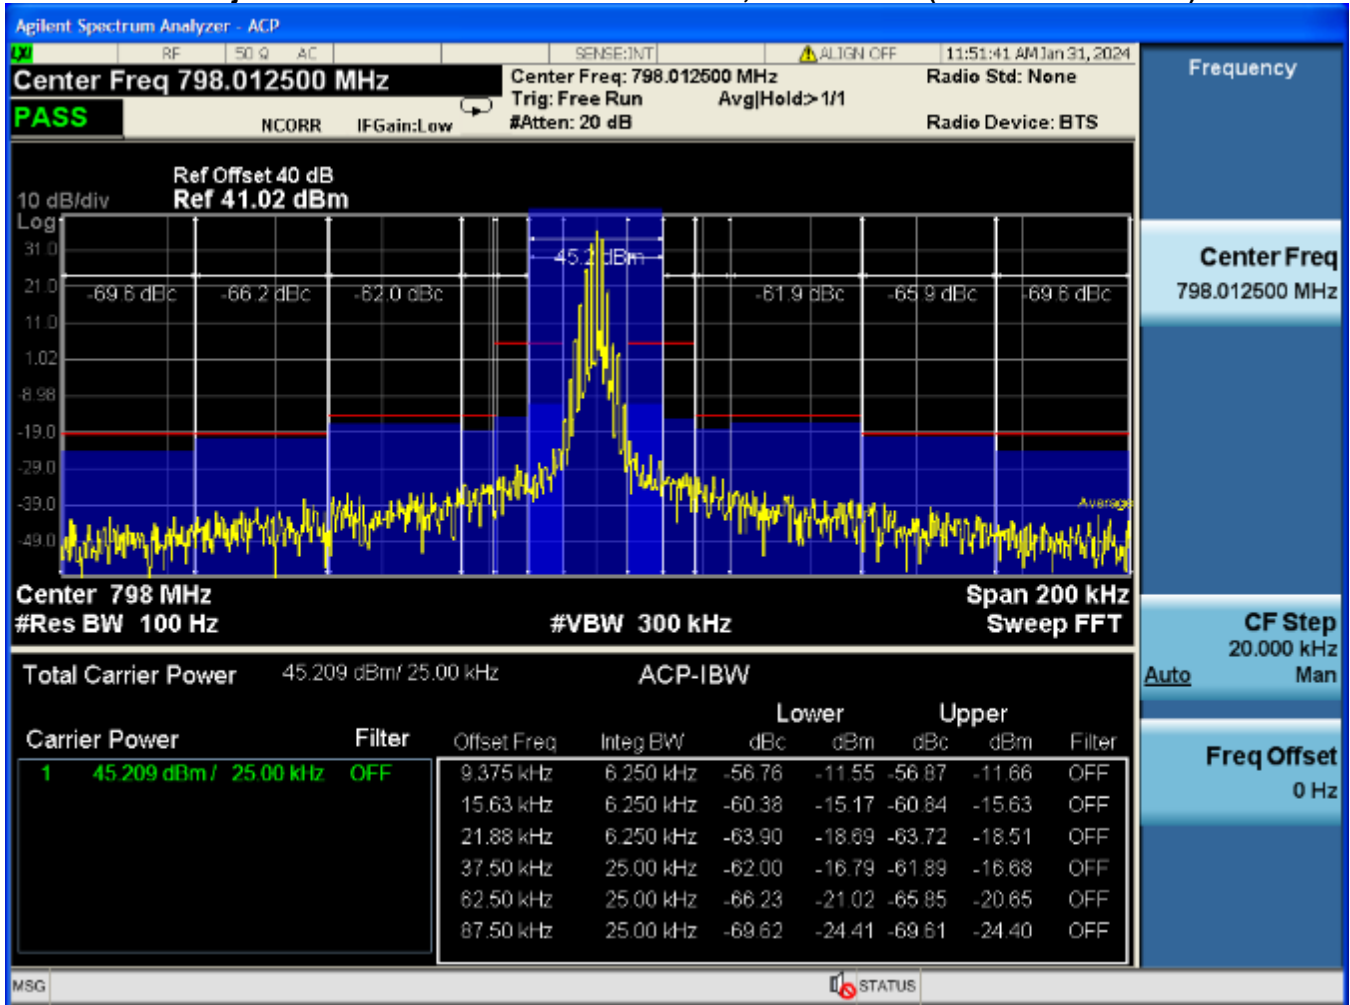 Agilent Spectrum Analyzer - ACP
LXI RF 50 Ω AC SENSE:INT ALIGN OFF 11:51:41 AM Jan 31, 2024
Center Freq 798.012500 MHz
Center Freq: 798.012500 MHz
Radio Std: None
Trig: Free Run Avg|Hold:> 1/1
PASS NCORR IFGain:Low #Atten: 20 dB Radio Device: BTS
Ref Offset 40 dB
10 dB/div Ref 41.02 dBm
Log
31.0
45.2 dBm
21.0
-69.6 dBc -66.2 dBc -62.0 dBc -61.9 dBc -65.9 dBc -69.6 dBc
11.0
1.02
-8.98
-19.0
-29.0
-39.0
Average
-49.0
Center 798 MHz Span 200 kHz
#Res BW 100 Hz #VBW 300 kHz Sweep FFT
Total Carrier Power 45.209 dBm/ 25.00 kHz ACP-IBW
Lower Upper
Carrier Power Filter Offset Freq Integ BW dBc dBm dBc dBm Filter
1 45.209 dBm / 25.00 kHz OFF 9.375 kHz 6.250 kHz -56.76 -11.55 -56.87 -11.66 OFF
15.63 kHz 6.250 kHz -60.38 -15.17 -60.84 -15.63 OFF
21.88 kHz 6.250 kHz -63.90 -18.69 -63.72 -18.51 OFF
37.50 kHz 25.00 kHz -62.00 -16.79 -61.89 -16.68 OFF
62.50 kHz 25.00 kHz -66.23 -21.02 -65.85 -20.65 OFF
87.50 kHz 25.00 kHz -69.62 -24.41 -69.61 -24.40 OFF
MSG STATUS
Frequency
Center Freq
798.012500 MHz
CF Step
20.000 kHz
Auto Man
Freq Offset
0 Hz